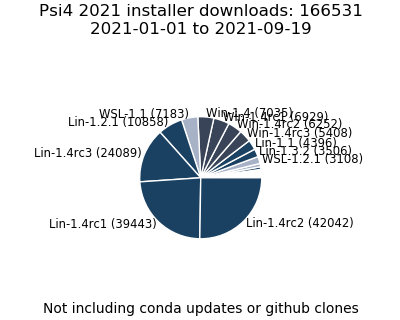 Psi4 2021 installer downloads: 166531
2021-01-01 to 2021-09-19
WSL-1.1 (7183)
Win-1.4 (7035)
Win-1.4rc1 (6929)
Win-1.4rc2 (6252)
Win-1.4rc3 (5408)
Lin-1.1 (4396)
Lin-1.3.2 (3506)
WSL-1.2.1 (3108)
Lin-1.2.1 (10858)
Lin-1.4rc3 (24089)
Lin-1.4rc1 (39443)
Lin-1.4rc2 (42042)
Not including conda updates or github clones